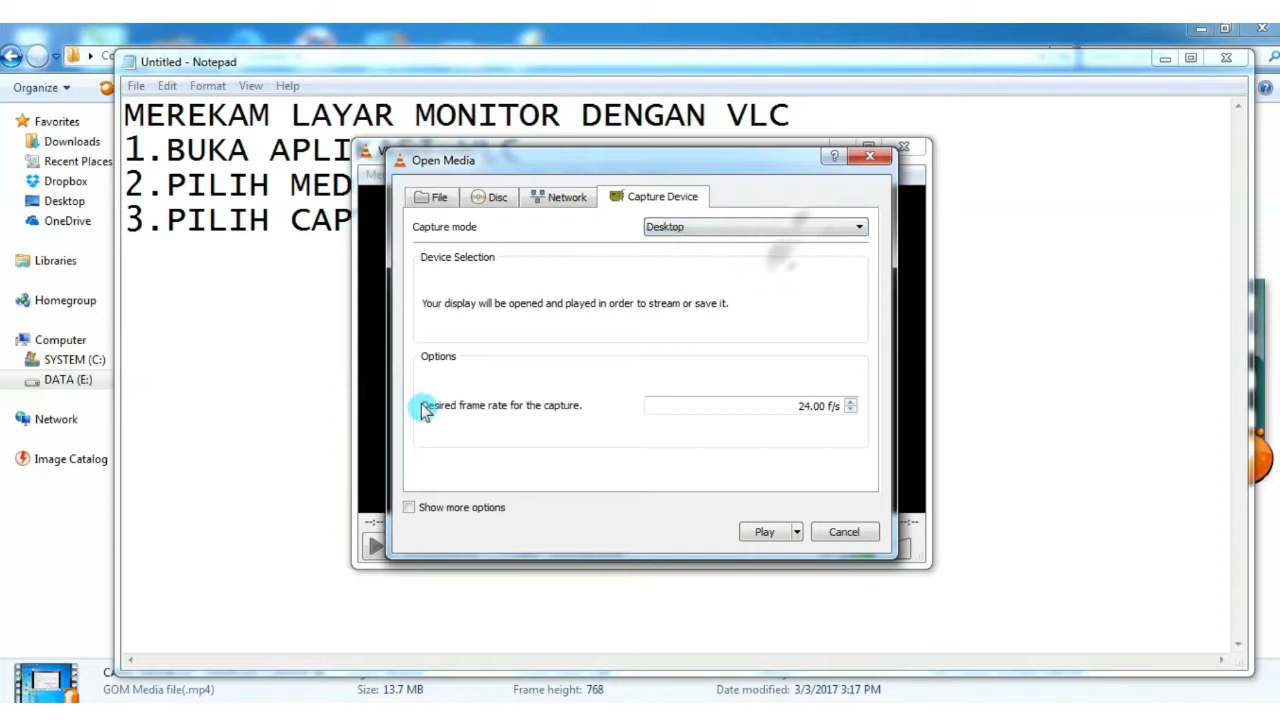 Untitled - Notepad
Organize
File Edit Format View Help
Favorites
Downloads
Recent Places
Dropbox
Desktop
OneDrive
Libraries
Homegroup
Computer
SYSTEM (C:)
DATA (E:)
Network
Image Catalog
MEREKAM LAYAR MONITOR DENGAN VLC
1.BUKA
2.PILIH
3.PILIH
Open Media
File Disc Network Capture Device
Capture mode Desktop
Device Selection
Your display will be opened and played in order to stream or save it.
Options
Desired frame rate for the capture. 24.00 f/s
Show more options
Play Cancel
--:--
GOM Media file(.mp4) Size: 13.7 MB Frame height: 768 Date modified: 3/3/2017 3:17 PM